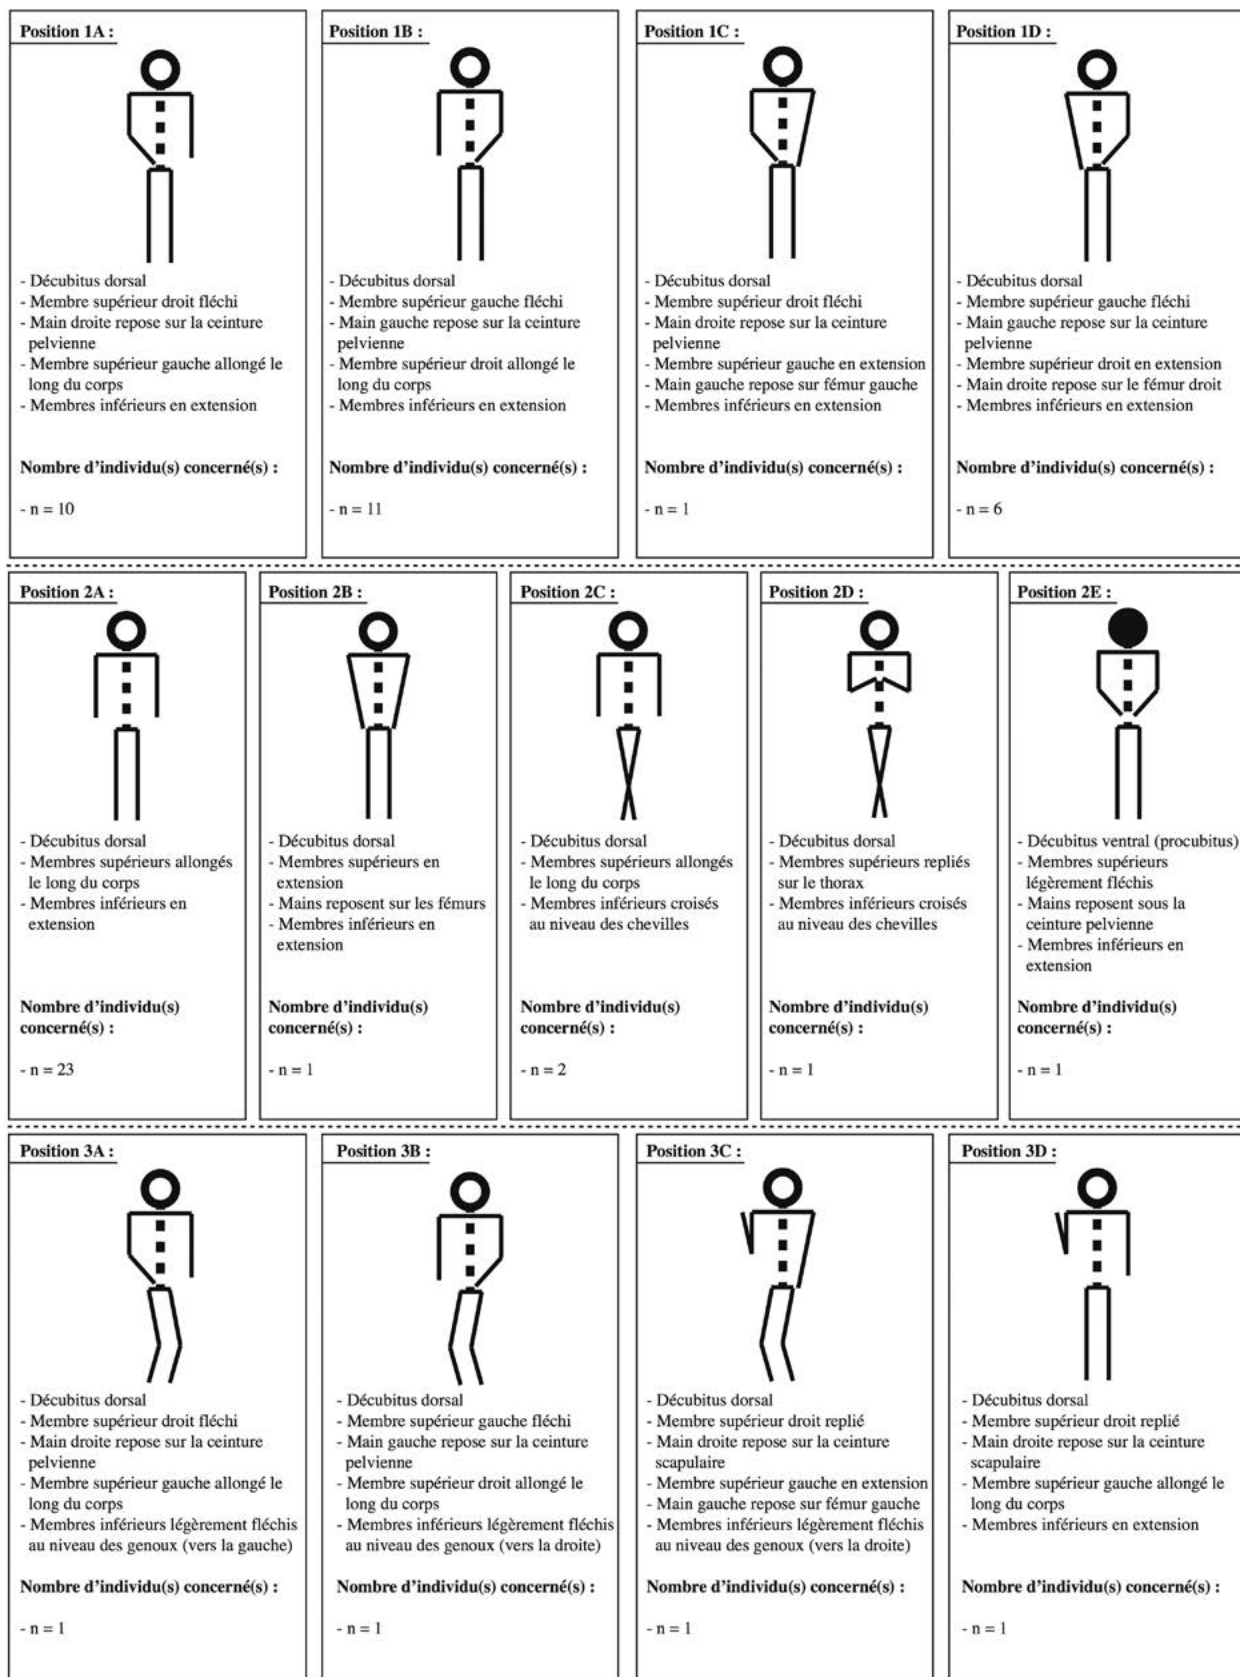 Position 1A :
- Décubitus dorsal
- Membre supérieur droit fléchi
- Main droite repose sur la ceinture
pelvienne
- Membre supérieur gauche allongé le
long du corps
- Membres inférieurs en extension
Nombre d'individu(s) concerné(s) :
- n = 10
Position 1B :
- Décubitus dorsal
- Membre supérieur gauche fléchi
- Main gauche repose sur la ceinture
pelvienne
- Membre supérieur droit allongé le
long du corps
- Membres inférieurs en extension
Nombre d'individu(s) concerné(s) :
- n = 11
Position 1C :
- Décubitus dorsal
- Membre supérieur droit fléchi
- Main droite repose sur la ceinture
pelvienne
- Membre supérieur gauche en extension
- Main gauche repose sur fémur gauche
- Membres inférieurs en extension
Nombre d'individu(s) concerné(s) :
- n = 1
Position 1D :
- Décubitus dorsal
- Membre supérieur gauche fléchi
- Main gauche repose sur la ceinture
pelvienne
- Membre supérieur droit en extension
- Main droite repose sur le fémur droit
- Membres inférieurs en extension
Nombre d'individu(s) concerné(s) :
- n = 6
Position 2A :
- Décubitus dorsal
- Membres supérieurs allongés
le long du corps
- Membres inférieurs en
extension
Nombre d'individu(s)
concerné(s) :
- n = 23
Position 2B :
- Décubitus dorsal
- Membres supérieurs en
extension
- Mains reposent sur les fémurs
- Membres inférieurs en
extension
Nombre d'individu(s)
concerné(s) :
- n = 1
Position 2C :
- Décubitus dorsal
- Membres supérieurs allongés
le long du corps
- Membres inférieurs croisés
au niveau des chevilles
Nombre d'individu(s)
concerné(s) :
- n = 2
Position 2D :
- Décubitus dorsal
- Membres supérieurs repliés
sur le thorax
- Membres inférieurs croisés
au niveau des chevilles
Nombre d'individu(s)
concerné(s) :
- n = 1
Position 2E :
- Décubitus ventral (procubitus)
- Membres supérieurs
légèrement fléchis
- Mains reposent sous la
ceinture pelvienne
- Membres inférieurs en
extension
Nombre d'individu(s)
concerné(s) :
- n = 1
Position 3A :
- Décubitus dorsal
- Membre supérieur droit fléchi
- Main droite repose sur la ceinture
pelvienne
- Membre supérieur gauche allongé le
long du corps
- Membres inférieurs légèrement fléchis
au niveau des genoux (vers la gauche)
Nombre d'individu(s) concerné(s) :
- n = 1
Position 3B :
- Décubitus dorsal
- Membre supérieur gauche fléchi
- Main gauche repose sur la ceinture
pelvienne
- Membre supérieur droit allongé le
long du corps
- Membres inférieurs légèrement fléchis
au niveau des genoux (vers la droite)
Nombre d'individu(s) concerné(s) :
- n = 1
Position 3C :
- Décubitus dorsal
- Membre supérieur droit replié
- Main droite repose sur la ceinture
scapulaire
- Membre supérieur gauche en extension
- Main gauche repose sur fémur gauche
- Membres inférieurs légèrement fléchis
au niveau des genoux (vers la droite)
Nombre d'individu(s) concerné(s) :
- n = 1
Position 3D :
- Décubitus dorsal
- Membre supérieur droit replié
- Main droite repose sur la ceinture
scapulaire
- Membre supérieur gauche allongé le
long du corps
- Membres inférieurs en extension
Nombre d'individu(s) concerné(s) :
- n = 1